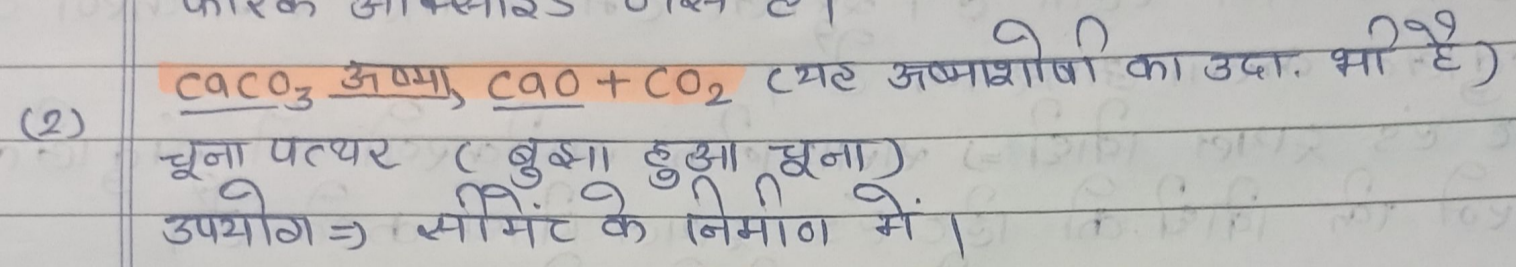 CaCO3 ऊष्मा, CaO + CO2 (यह ऊष्माशोषी का उदा. भी है)
(2)
चूना पत्थर ( बुझा हुआ चूना)
उपयोग ⇒ सीमेंट के निर्माण में।